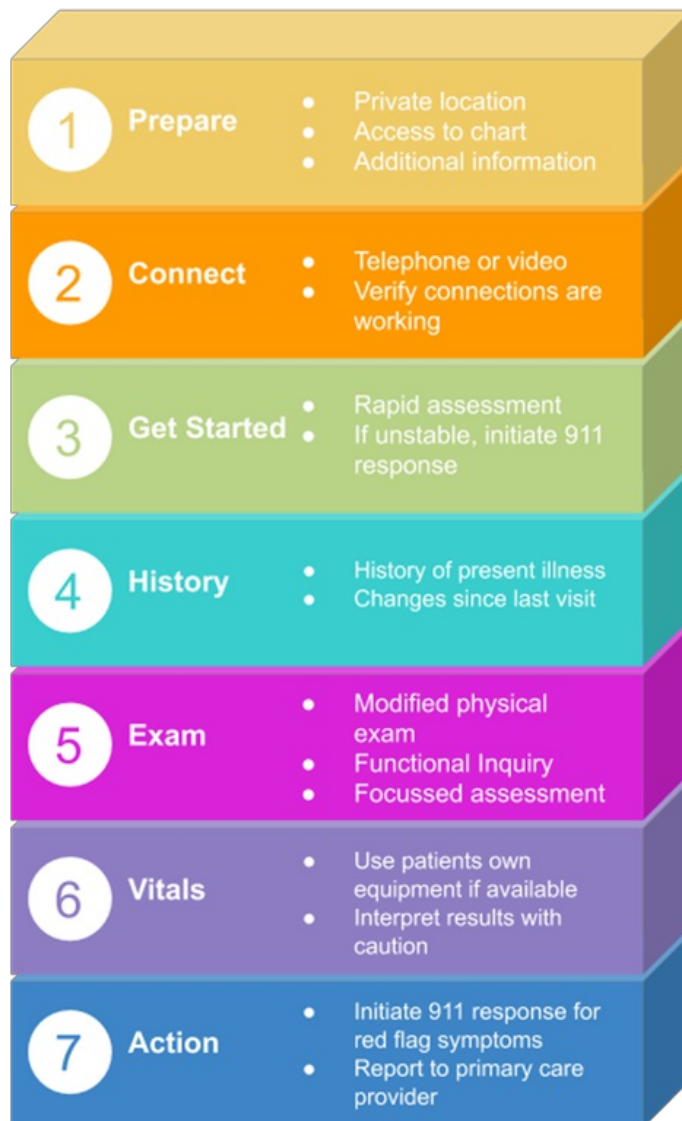 1
Prepare
● Private location
● Access to chart
● Additional information
2
Connect
● Telephone or video
● Verify connections are
working
3
Get Started
● Rapid assessment
● If unstable, initiate 911
response
4
History
● History of present illness
● Changes since last visit
5
Exam
● Modified physical
exam
● Functional Inquiry
● Focussed assessment
6
Vitals
● Use patients own
equipment if available
● Interpret results with
caution
7
Action
● Initiate 911 response for
red flag symptoms
● Report to primary care
provider